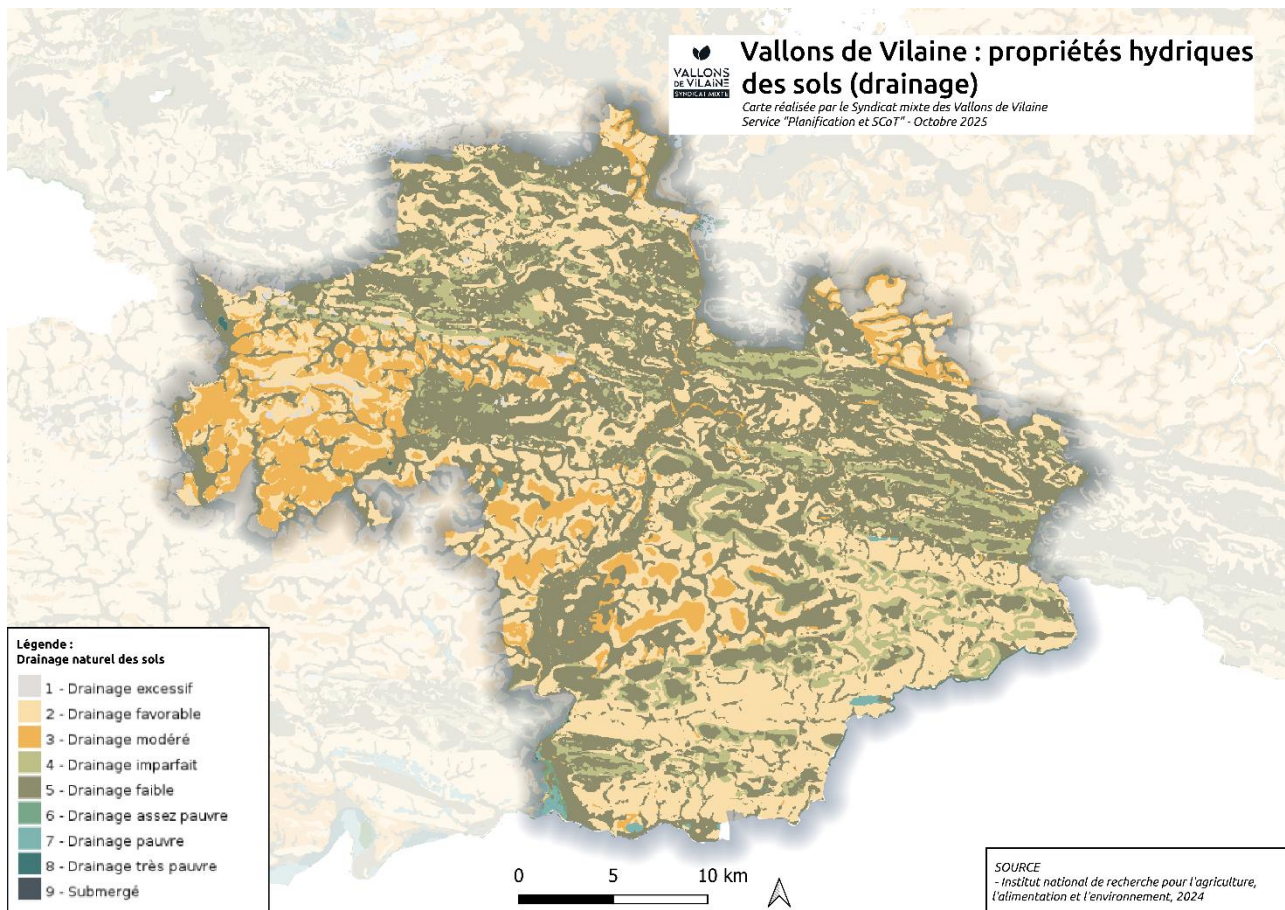 VALLONS
DE VILAINE
SYNDICAT MIXTE
Vallons de Vilaine : propriétés hydriques
des sols (drainage)
Carte réalisée par le Syndicat mixte des Vallons de Vilaine
Service "Planification et SCoT" - Octobre 2025
Légende :
Drainage naturel des sols
1 - Drainage excessif
2 - Drainage favorable
3 - Drainage modéré
4 - Drainage imparfait
5 - Drainage faible
6 - Drainage assez pauvre
7 - Drainage pauvre
8 - Drainage très pauvre
9 - Submergé
0 5 10 km
SOURCE
- Institut national de recherche pour l'agriculture,
l'alimentation et l'environnement, 2024